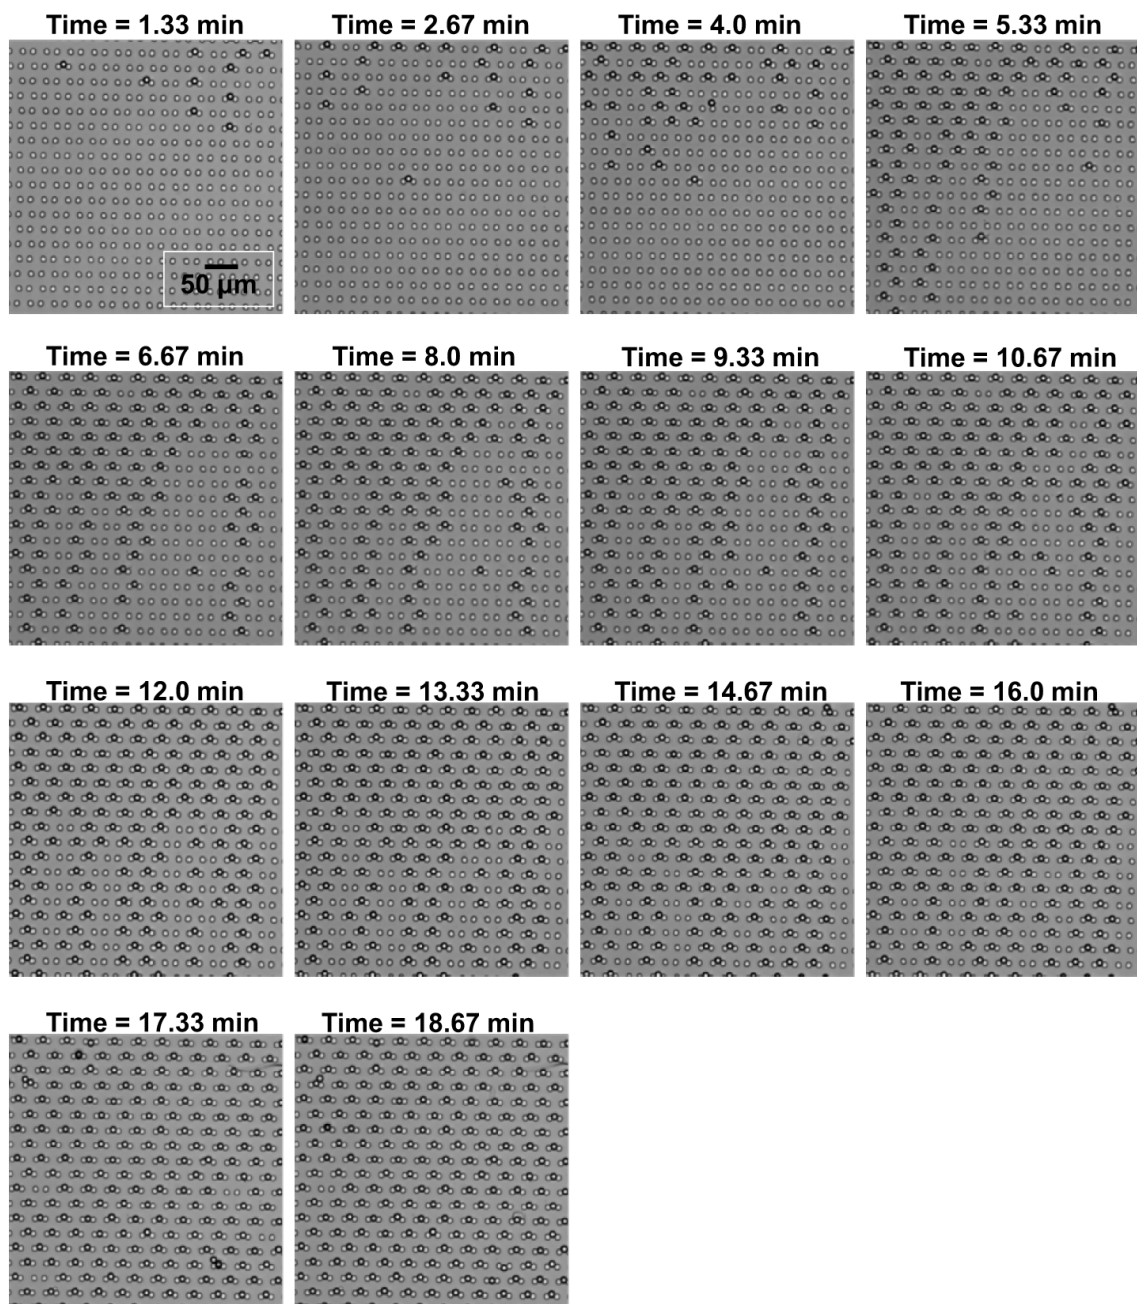 Time = 1.33 min
Time = 2.67 min
Time = 4.0 min
Time = 5.33 min
50 µm
Time = 6.67 min
Time = 8.0 min
Time = 9.33 min
Time = 10.67 min
Time = 12.0 min
Time = 13.33 min
Time = 14.67 min
Time = 16.0 min
Time = 17.33 min
Time = 18.67 min